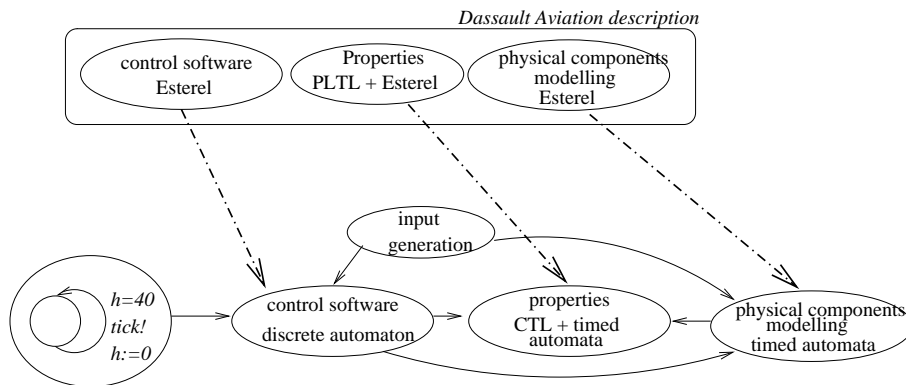 Dassault Aviation description
control software
Esterel
Properties
PLTL + Esterel
physical components
modelling
Esterel
input
generation
h=40
tick!
h:=0
control software
discrete automaton
properties
CTL + timed
automata
physical components
modelling
timed automata